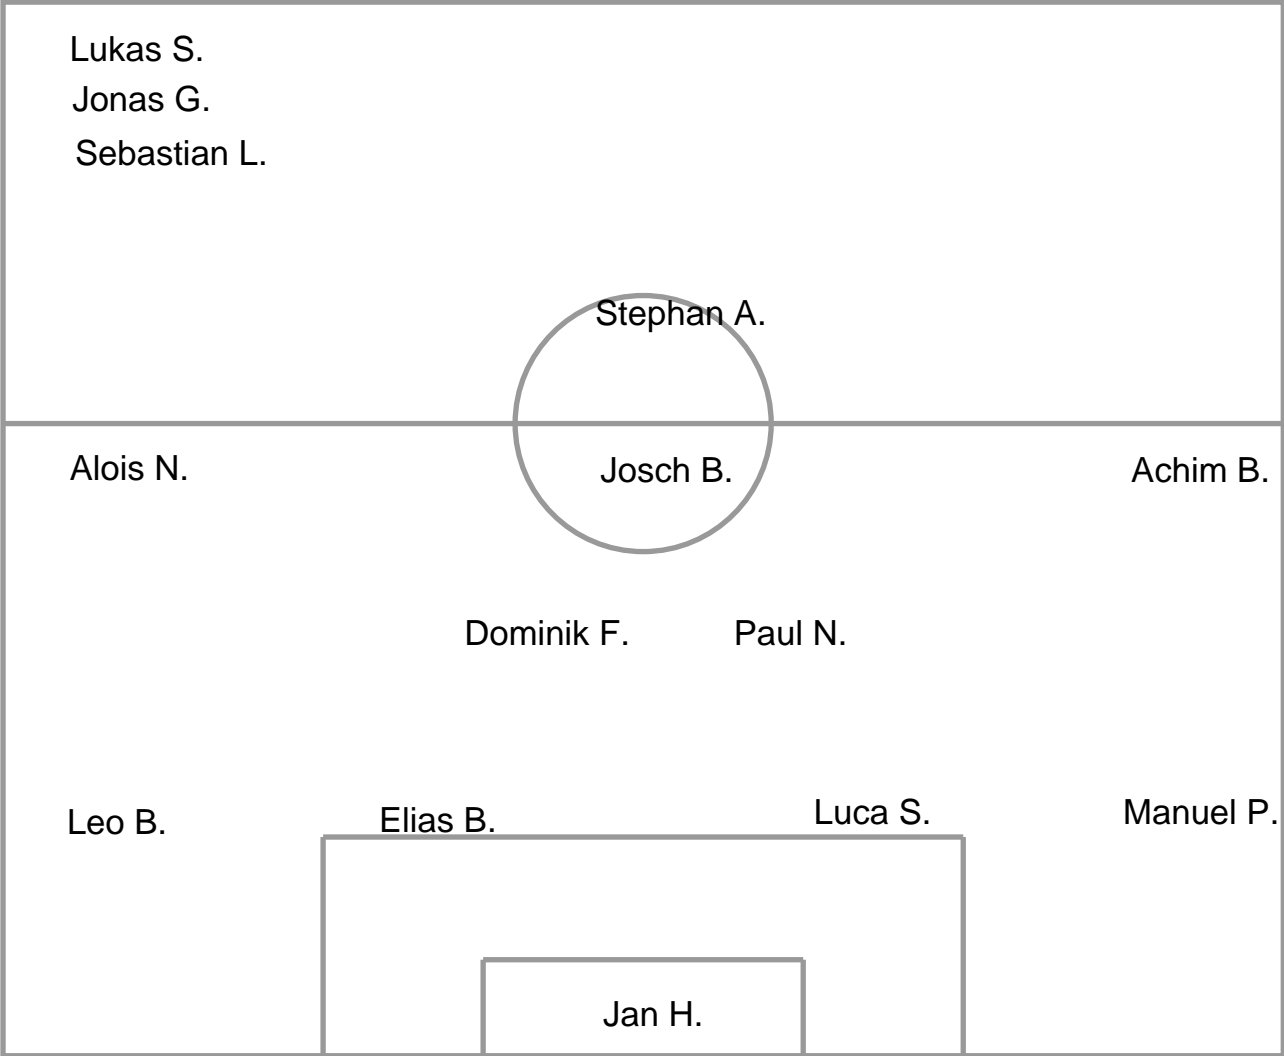 Lukas S.
Jonas G.
Sebastian L.
Stephan A.
Alois N.
Josch B.
Achim B.
Dominik F.
Paul N.
Leo B.
Elias B.
Luca S.
Manuel P.
Jan H.